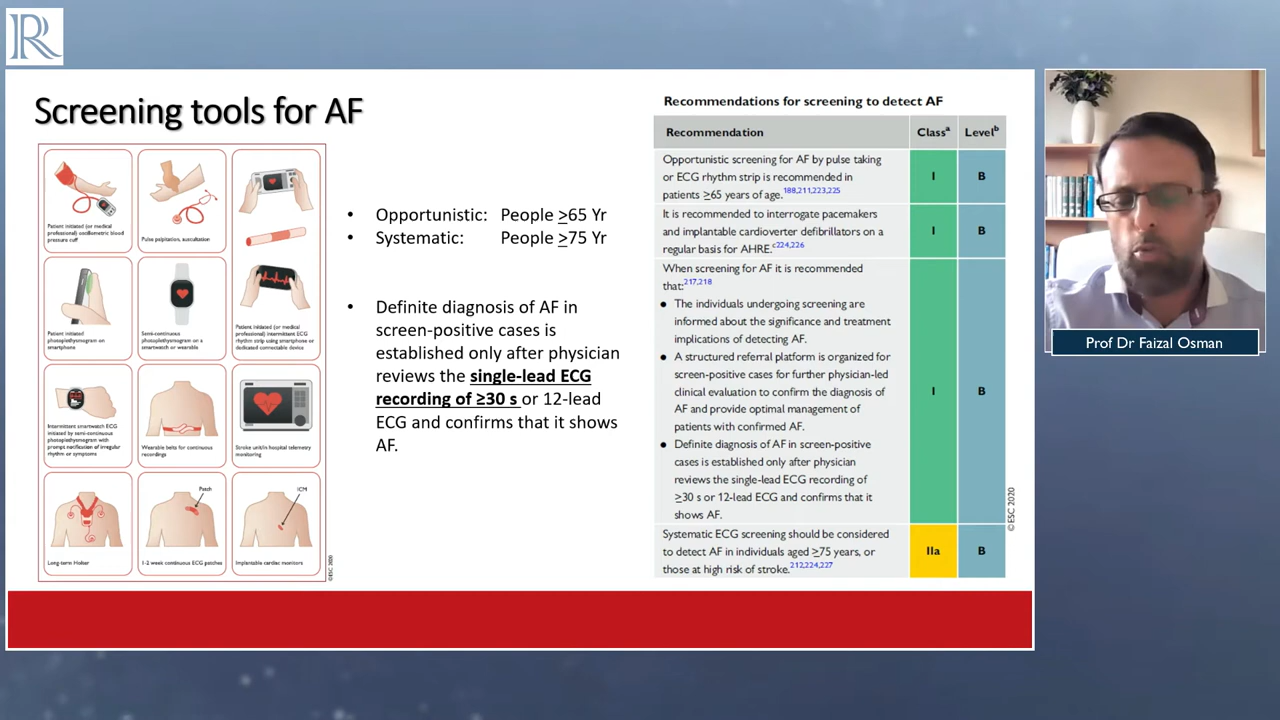 R
Screening tools for AF
Patient initiated (or medical
professional) oscillometric blood
pressure cuff
Pulse palpitation, auscultation
Patient initiated
photoplethysmogram on
smartphone
Semi-continuous
photoplethysmogram on a
smartwatch or wearable
Patient initiated (or medical
professional) intermittent ECG
rhythm strip using smartphone or
dedicated connectable device
Intermittent smartwatch ECG
initiated by semi-continuous
photoplethysmogram with
prompt notification of irregular
rhythm or symptoms
Wearable belts for continuous
recordings
Stroke unit/in hospital telemetry
monitoring
Long-term Holter
Patch
1-2 week continuous ECG patches
ICM
Implantable cardiac monitors
©ESC 2020
• Opportunistic: People ≥65 Yr
• Systematic: People ≥75 Yr
• Definite diagnosis of AF in
screen-positive cases is
established only after physician
reviews the single-lead ECG
recording of ≥30 s or 12-lead
ECG and confirms that it shows
AF.
Recommendations for screening to detect AF
Recommendation Classᵃ Levelᵇ
Opportunistic screening for AF by pulse taking
or ECG rhythm strip is recommended in
patients ≥65 years of age.188,211,223,225
I B
It is recommended to interrogate pacemakers
and implantable cardioverter defibrillators on a
regular basis for AHRE.c224,226
I B
When screening for AF it is recommended
that:217,218
• The individuals undergoing screening are
informed about the significance and treatment
implications of detecting AF.
• A structured referral platform is organized for
screen-positive cases for further physician-led
clinical evaluation to confirm the diagnosis of
AF and provide optimal management of
patients with confirmed AF.
• Definite diagnosis of AF in screen-positive
cases is established only after physician
reviews the single-lead ECG recording of
≥30 s or 12-lead ECG and confirms that it
shows AF.
I B
Systematic ECG screening should be considered
to detect AF in individuals aged ≥75 years, or
those at high risk of stroke.212,224,227
IIa B
©ESC 2020
Prof Dr Faizal Osman